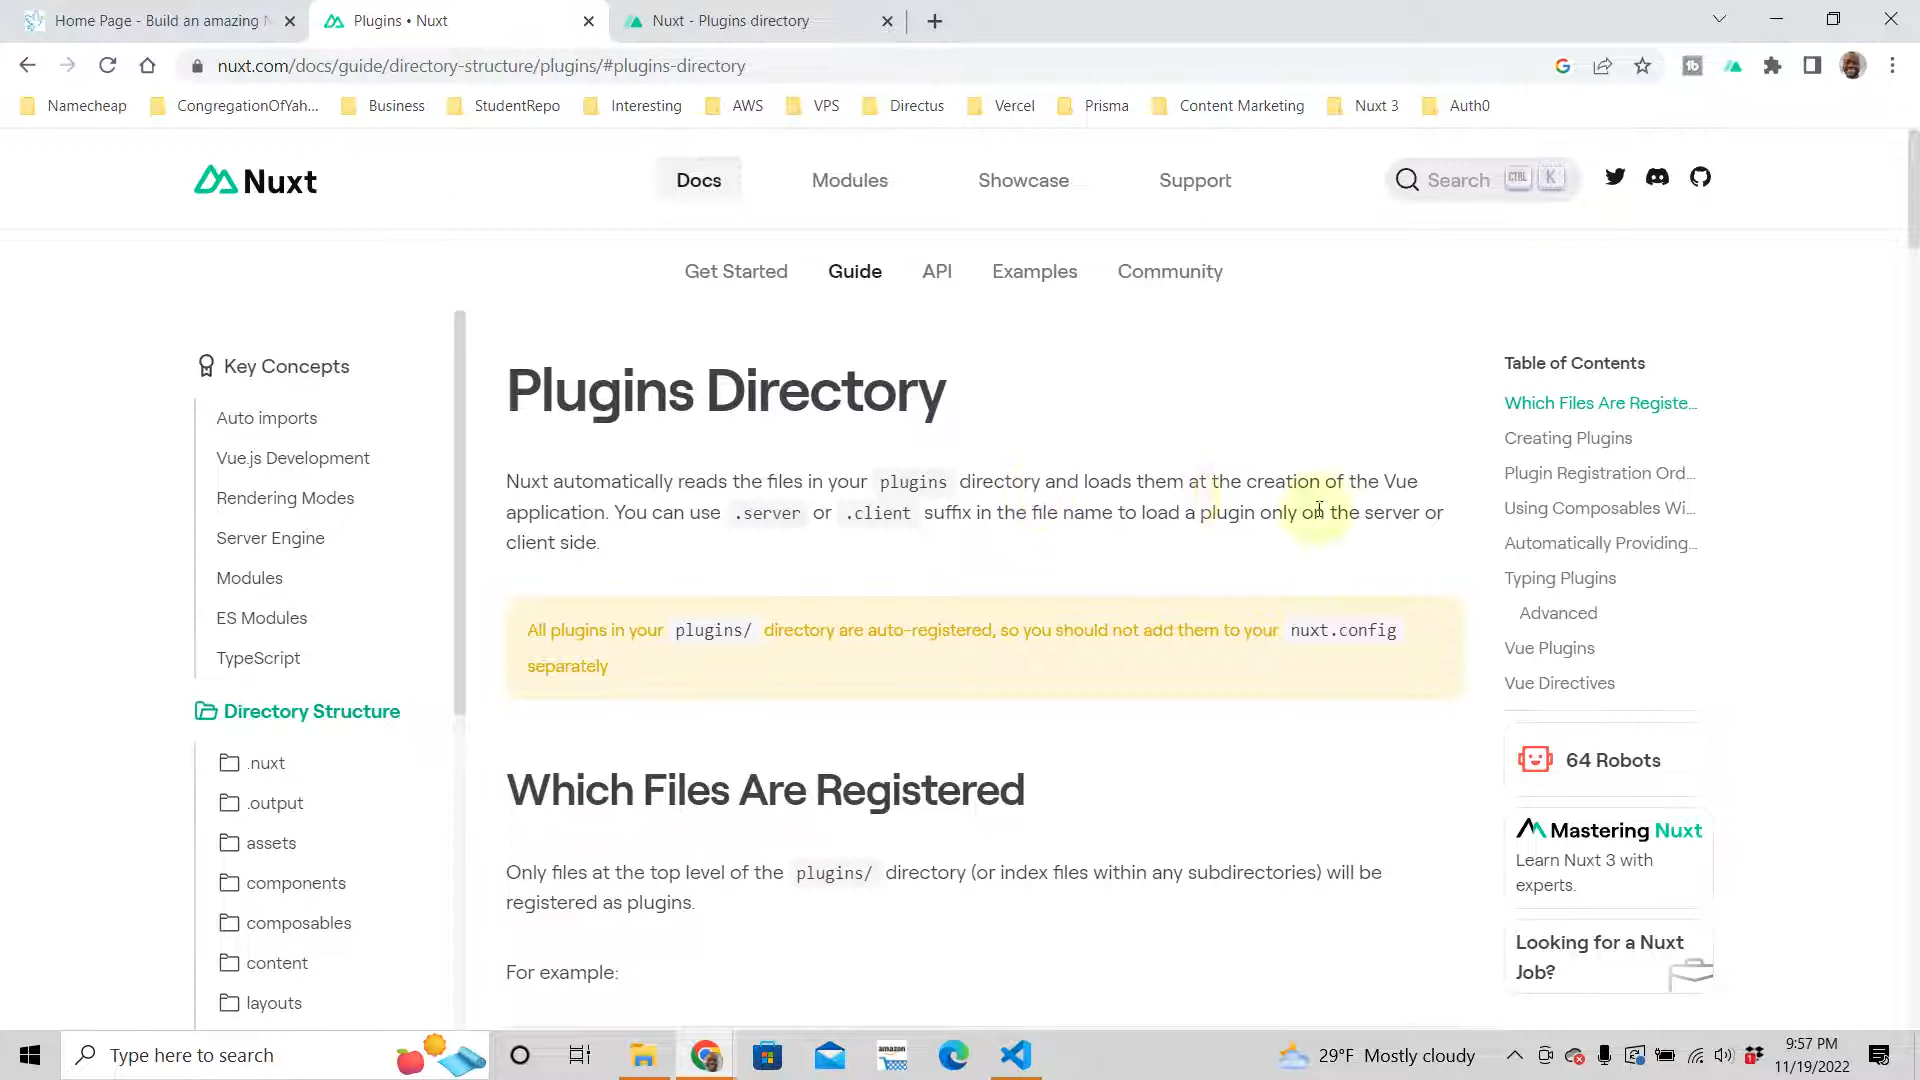 Home Page - Build an amazing
Plugins • Nuxt
Nuxt - Plugins directory
nuxt.com/docs/guide/directory-structure/plugins/#plugins-directory
Namecheap
CongregationOfYah...
Business
StudentRepo
Interesting
AWS
VPS
Directus
Vercel
Prisma
Content Marketing
Nuxt 3
Auth0
Nuxt
Docs
Modules
Showcase
Support
Search CTRL K
Get Started
Guide
API
Examples
Community
Key Concepts
Auto imports
Vue.js Development
Rendering Modes
Server Engine
Modules
ES Modules
TypeScript
Directory Structure
.nuxt
.output
assets
components
composables
content
layouts
Plugins Directory
Nuxt automatically reads the files in your plugins directory and loads them at the creation of the Vue
application. You can use .server or .client suffix in the file name to load a plugin only on the server or
client side.
All plugins in your plugins/ directory are auto-registered, so you should not add them to your nuxt.config
separately
Which Files Are Registered
Only files at the top level of the plugins/ directory (or index files within any subdirectories) will be
registered as plugins.
For example:
Table of Contents
Which Files Are Registe...
Creating Plugins
Plugin Registration Ord...
Using Composables Wi...
Automatically Providing...
Typing Plugins
Advanced
Vue Plugins
Vue Directives
64 Robots
Mastering Nuxt
Learn Nuxt 3 with
experts.
Looking for a Nuxt
Job?
Type here to search
amazon
29°F Mostly cloudy
9:57 PM
11/19/2022